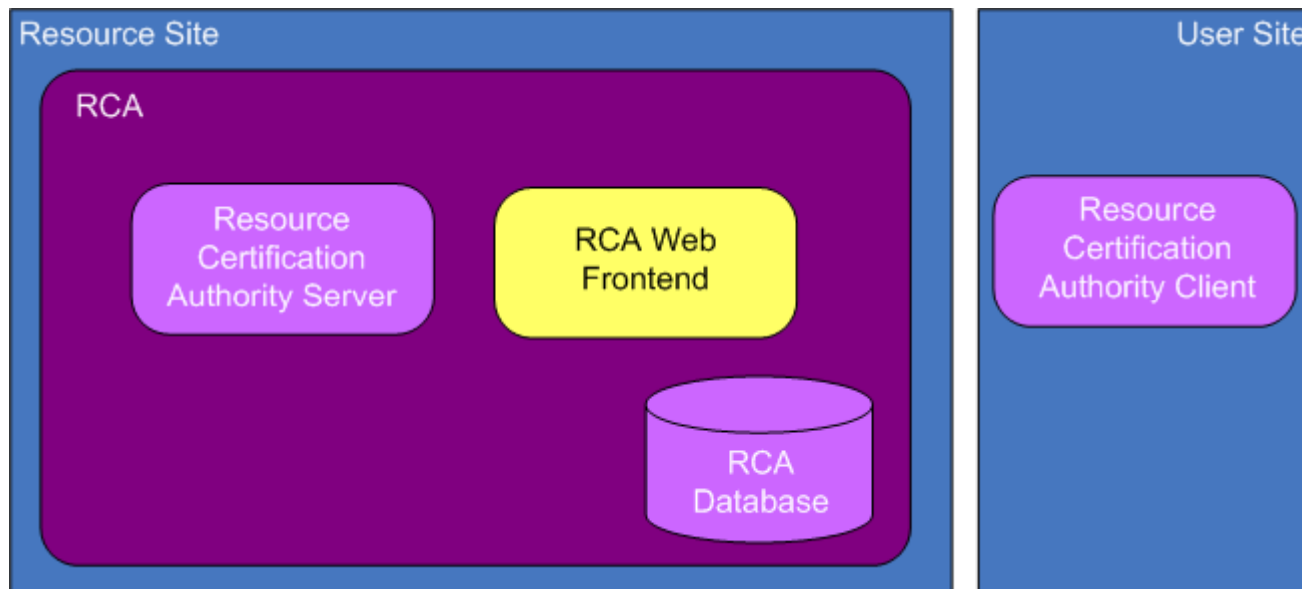 Resource Site
RCA
Resource
Certification
Authority Server
RCA Web
Frontend
RCA
Database
User Site
Resource
Certification
Authority Client